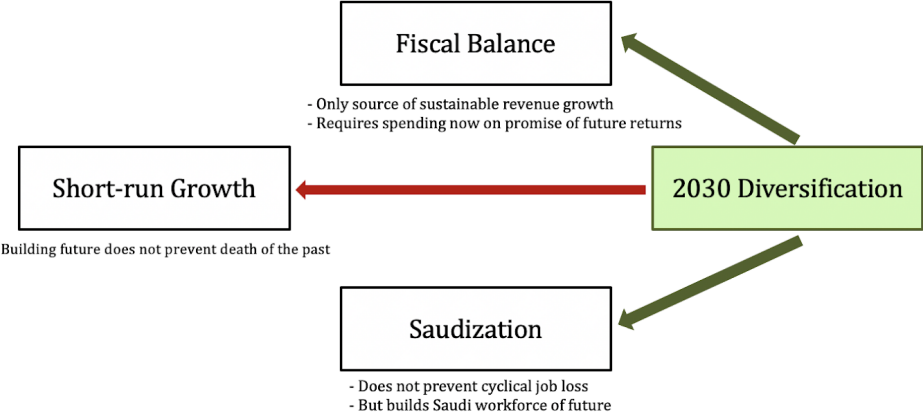 Fiscal Balance
- Only source of sustainable revenue growth
- Requires spending now on promise of future returns
Short-run Growth
2030 Diversification
Building future does not prevent death of the past
Saudization
- Does not prevent cyclical job loss
- But builds Saudi workforce of future